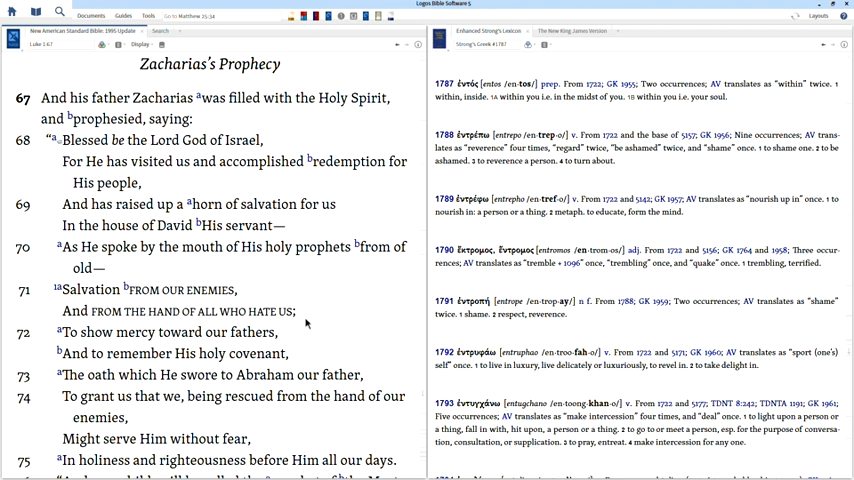 Logos Bible Software 5
Documents Guides Tools Go to Matthew 25:34 Layouts
New American Standard Bible: 1995 Update Search
Luke 1:67 Display
Zacharias's Prophecy
67 And his father Zacharias awas filled with the Holy Spirit,
and bprophesied, saying:
68 “aBlessed be the Lord God of Israel,
For He has visited us and accomplished bredemption for
His people,
69 And has raised up a ahorn of salvation for us
In the house of David bHis servant—
70 aAs He spoke by the mouth of His holy prophets bfrom of
old—
71 1aSalvation bFROM OUR ENEMIES,
And FROM THE HAND OF ALL WHO HATE US;
72 aTo show mercy toward our fathers,
bAnd to remember His holy covenant,
73 aThe oath which He swore to Abraham our father,
74 To grant us that we, being rescued from the hand of our
enemies,
Might serve Him without fear,
75 aIn holiness and righteousness before Him all our days.
Enhanced Strong's Lexicon The New King James Version
Strong's Greek #1787
1787 ἐντός [entos /en·tos/] prep. From 1722; GK 1955; Two occurrences; AV translates as “within” twice. 1
within, inside. 1A within you i.e. in the midst of you. 1B within you i.e. your soul.
1788 ἐντρέπω [entrepo /en·trep·o/] v. From 1722 and the base of 5157; GK 1956; Nine occurrences; AV trans-
lates as “reverence” four times, “regard” twice, “be ashamed” twice, and “shame” once. 1 to shame one. 2 to be
ashamed. 3 to reverence a person. 4 to turn about.
1789 ἐντρέφω [entrepho /en·tref·o/] v. From 1722 and 5142; GK 1957; AV translates as “nourish up in” once. 1 to
nourish in: a person or a thing. 2 metaph. to educate, form the mind.
1790 ἔκτρομος, ἔντρομος [entromos /en·trom·os/] adj. From 1722 and 5156; GK 1764 and 1958; Three occur-
rences; AV translates as “tremble + 1096” once, “trembling” once, and “quake” once. 1 trembling, terrified.
1791 ἐντροπή [entrope /en·trop·ay/] n f. From 1788; GK 1959; Two occurrences; AV translates as “shame”
twice. 1 shame. 2 respect, reverence.
1792 ἐντρυφάω [entruphao /en·troo·fah·o/] v. From 1722 and 5171; GK 1960; AV translates as “sport (one's)
self” once. 1 to live in luxury, live delicately or luxuriously, to revel in. 2 to take delight in.
1793 ἐντυγχάνω [entugchano /en·toong·khan·o/] v. From 1722 and 5177; TDNT 8:242; TDNTA 1191; GK 1961;
Five occurrences; AV translates as “make intercession” four times, and “deal” once. 1 to light upon a person or
a thing, fall in with, hit upon, a person or a thing. 2 to go to or meet a person, esp. for the purpose of conversa-
tion, consultation, or supplication. 3 to pray, entreat. 4 make intercession for any one.